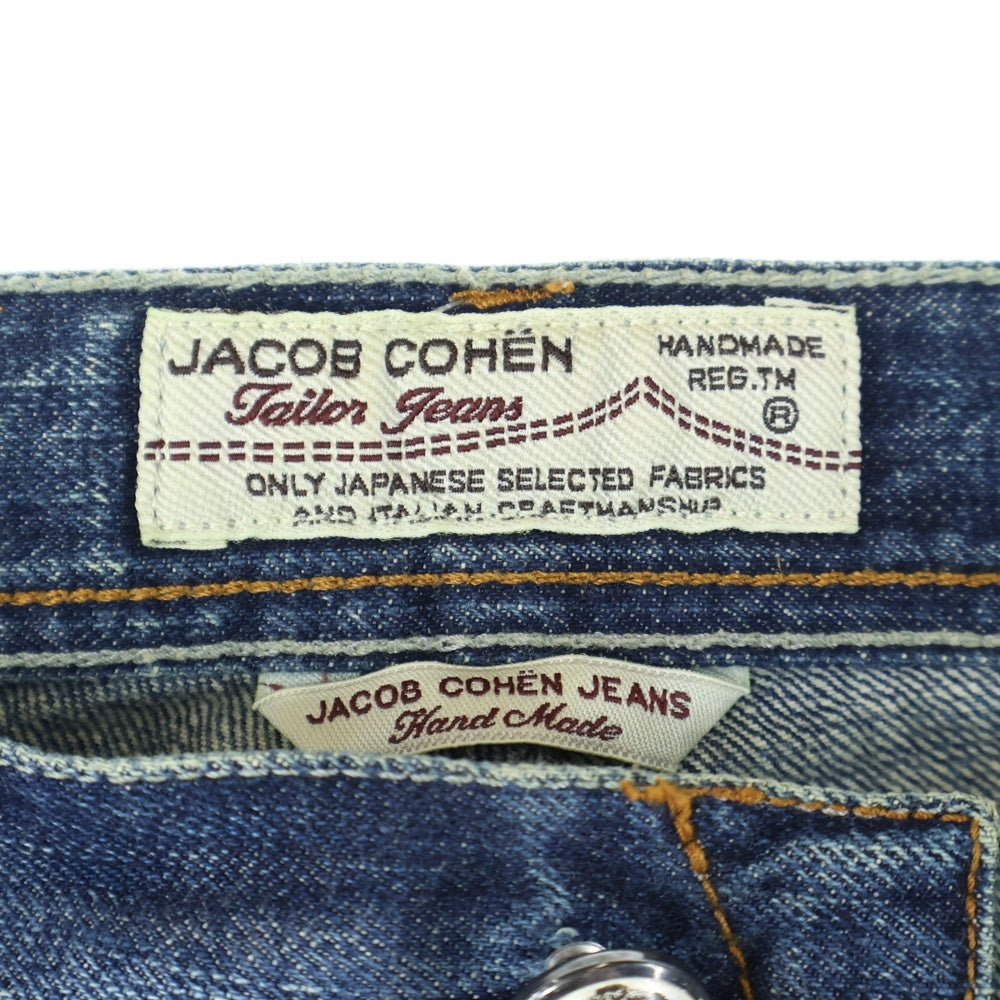 JACOB COHËN
Tailor Jeans
HANDMADE
REG.TM
®
ONLY JAPANESE SELECTED FABRICS
AND ITALIAN CRAFTMANSHIP
JACOB COHËN JEANS
Hand Made